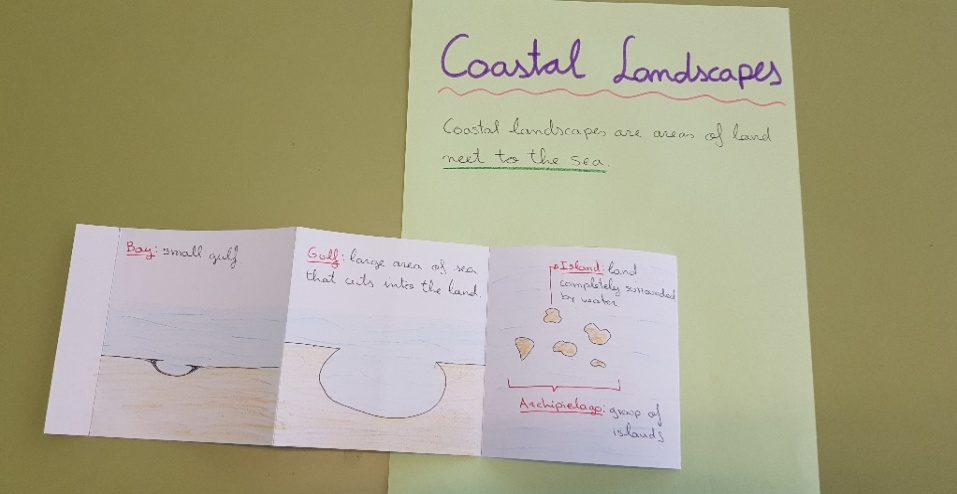 Coastal Landscapes
Coastal landscapes are areas of land
next to the sea.
Bay: small gulf.
Gulf: large area of sea
that cuts into the land.
Island: land
completely surrounded
by water
Archipielago: group of
islands